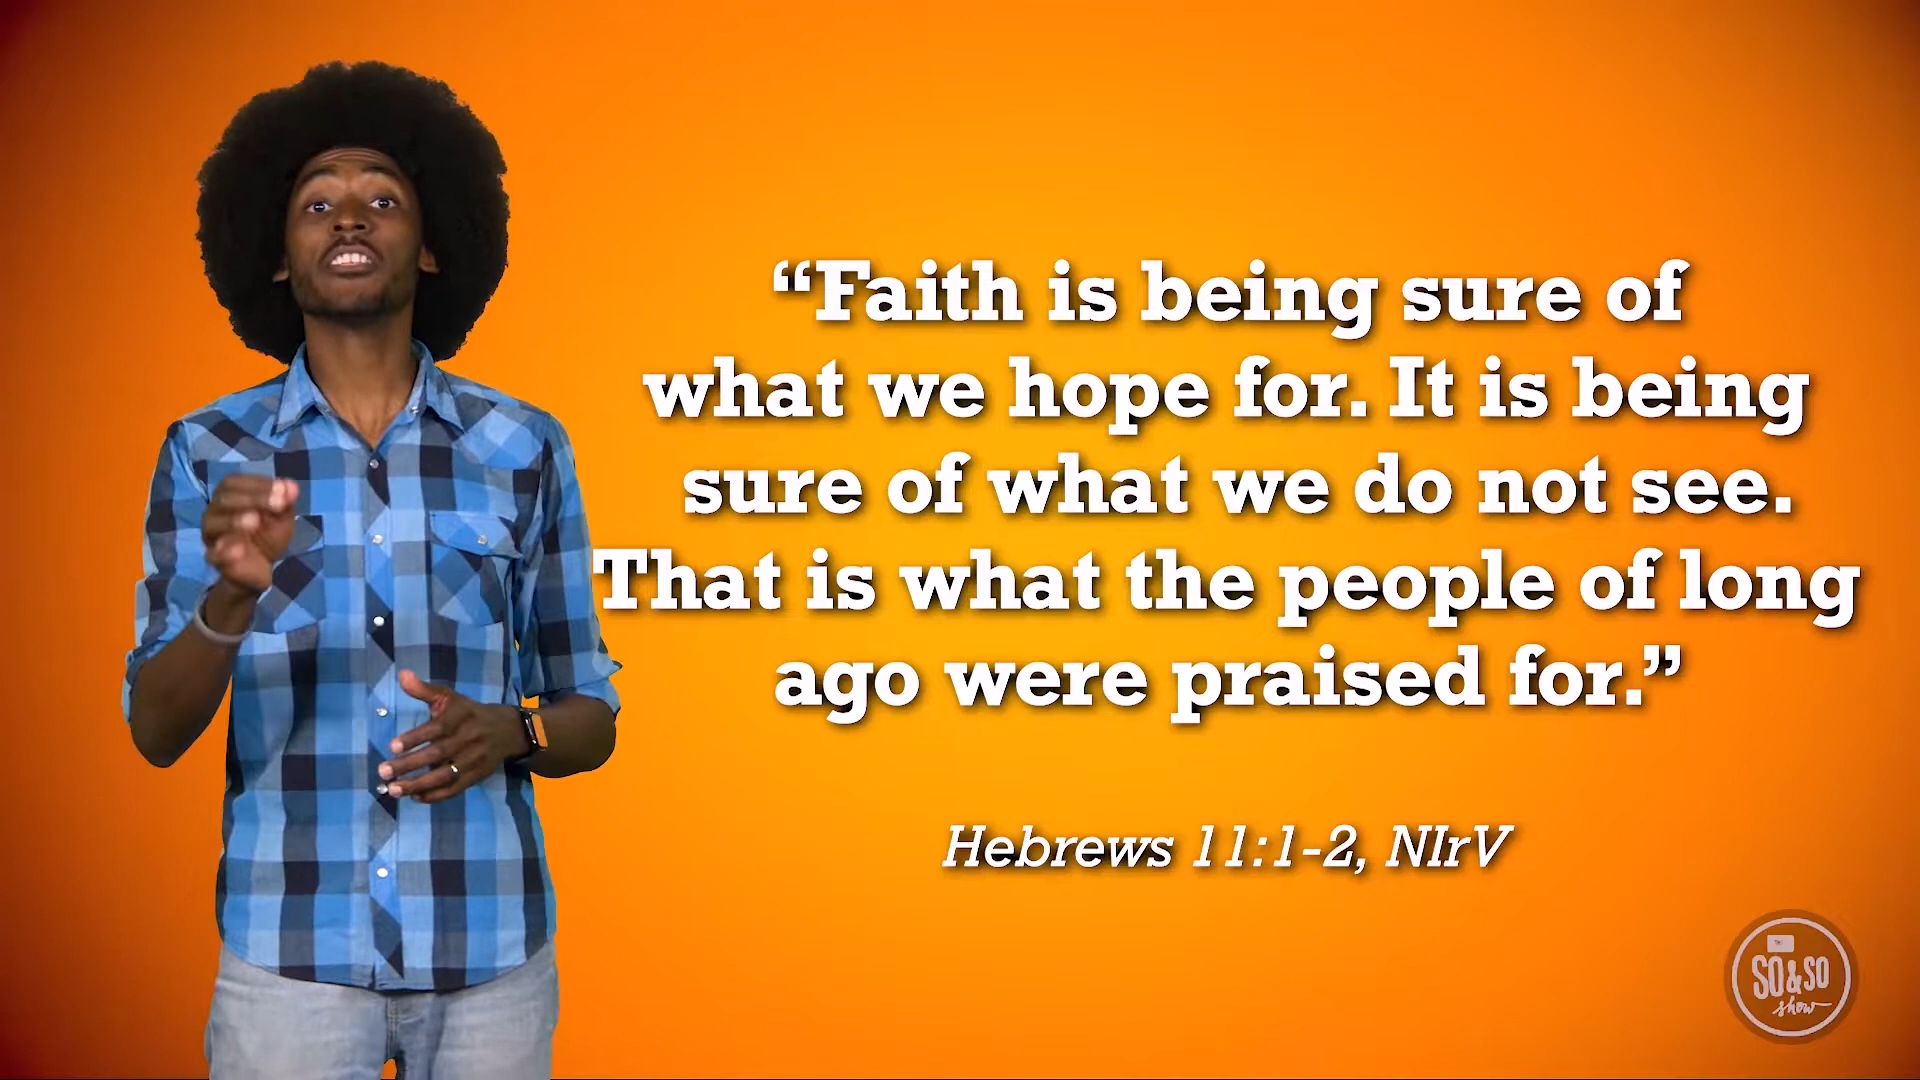 “Faith is being sure of
what we hope for. It is being
sure of what we do not see.
That is what the people of long
ago were praised for.”
Hebrews 11:1-2, NIrV
SO&SO
show